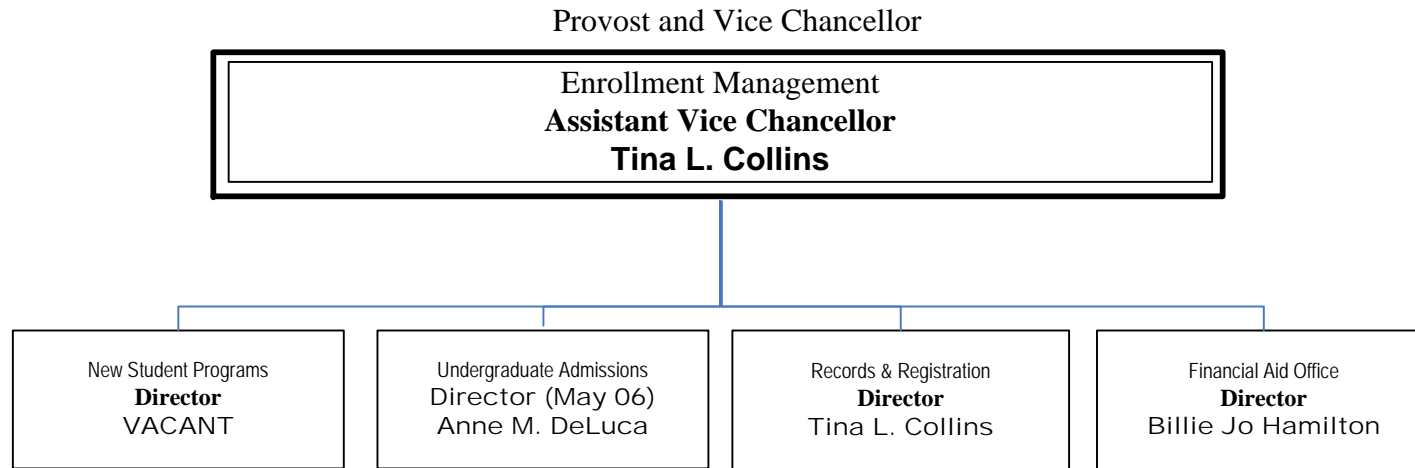 Provost and Vice Chancellor
Enrollment Management
Assistant Vice Chancellor
Tina L. Collins
New Student Programs
Director
VACANT
Undergraduate Admissions
Director (May 06)
Anne M. DeLuca
Records & Registration
Director
Tina L. Collins
Financial Aid Office
Director
Billie Jo Hamilton